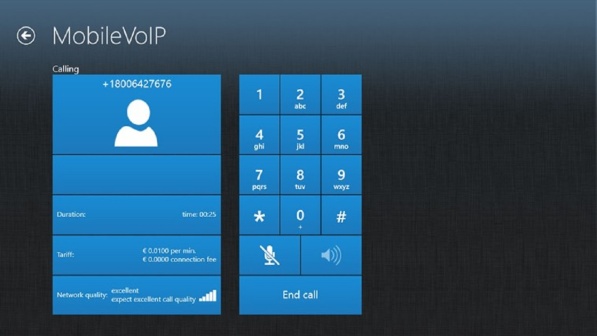 MobileVoIP
Calling
+18006427676
Duration: time: 00:25
Tariff: € 0.0100 per min.
€ 0.0000 connection fee
Network quality: excellent
expect excellent call quality
1 2 3
abc def
4 5 6
ghi jkl mno
7 8 9
pqrs tuv wxyz
* 0 #
+
End call